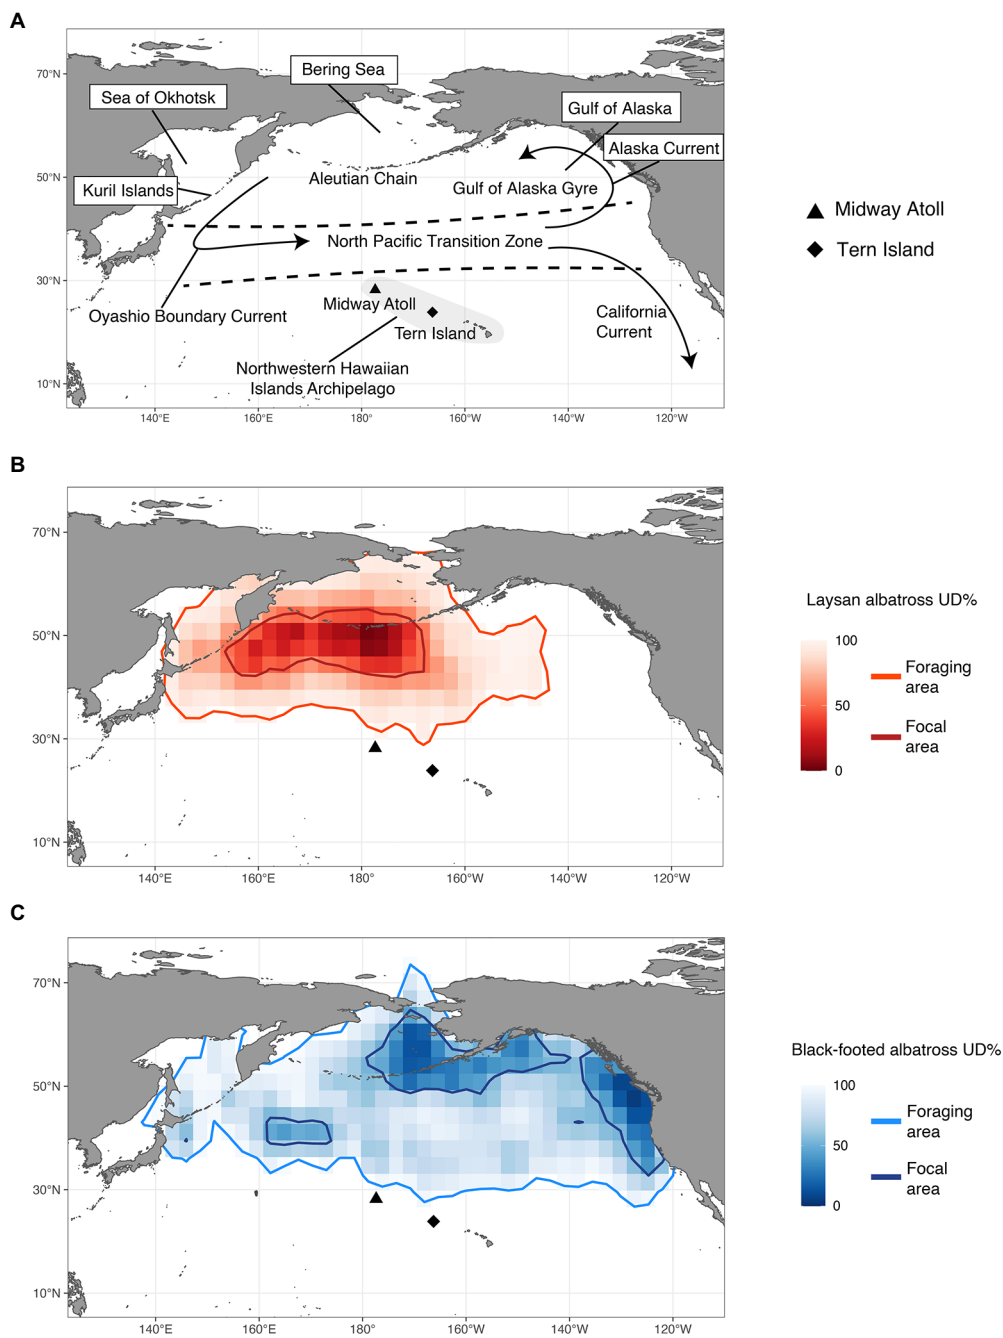 A
70°N
50°N
30°N
10°N
Bering Sea
Sea of Okhotsk
Gulf of Alaska
Alaska Current
Kuril Islands
Aleutian Chain
Gulf of Alaska Gyre
North Pacific Transition Zone
Oyashio Boundary Current
Midway Atoll
Tern Island
California
Current
Northwestern Hawaiian
Islands Archipelago
140°E
160°E
180°
160°W
140°W
120°W
Midway Atoll
Tern Island
B
70°N
50°N
30°N
10°N
140°E
160°E
180°
160°W
140°W
120°W
Laysan albatross UD%
100
50
0
Foraging
area
Focal
area
C
70°N
50°N
30°N
10°N
140°E
160°E
180°
160°W
140°W
120°W
Black-footed albatross UD%
100
50
0
Foraging
area
Focal
area